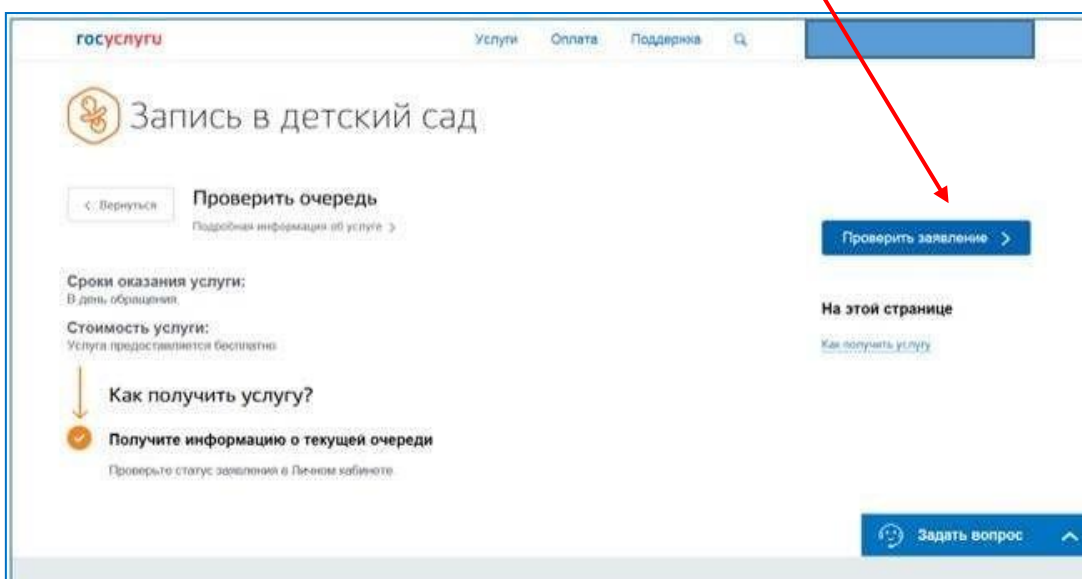 госуслуги
Услуги Оплата Поддержка
Запись в детский сад
Вернуться
Проверить очередь
Подробная информация об услуге
Проверить заявление
Сроки оказания услуги:
В день обращения
Стоимость услуги:
Услуга предоставляется бесплатно
На этой странице
Как получить услугу
Как получить услугу?
Получите информацию о текущей очереди
Проверьте статус заявления в Личном кабинете
Задать вопрос